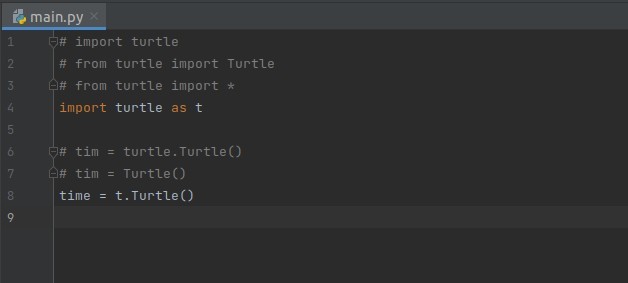 main.py
1 # import turtle
2 # from turtle import Turtle
3 # from turtle import *
4 import turtle as t
5
6 # tim = turtle.Turtle()
7 # tim = Turtle()
8 time = t.Turtle()
9